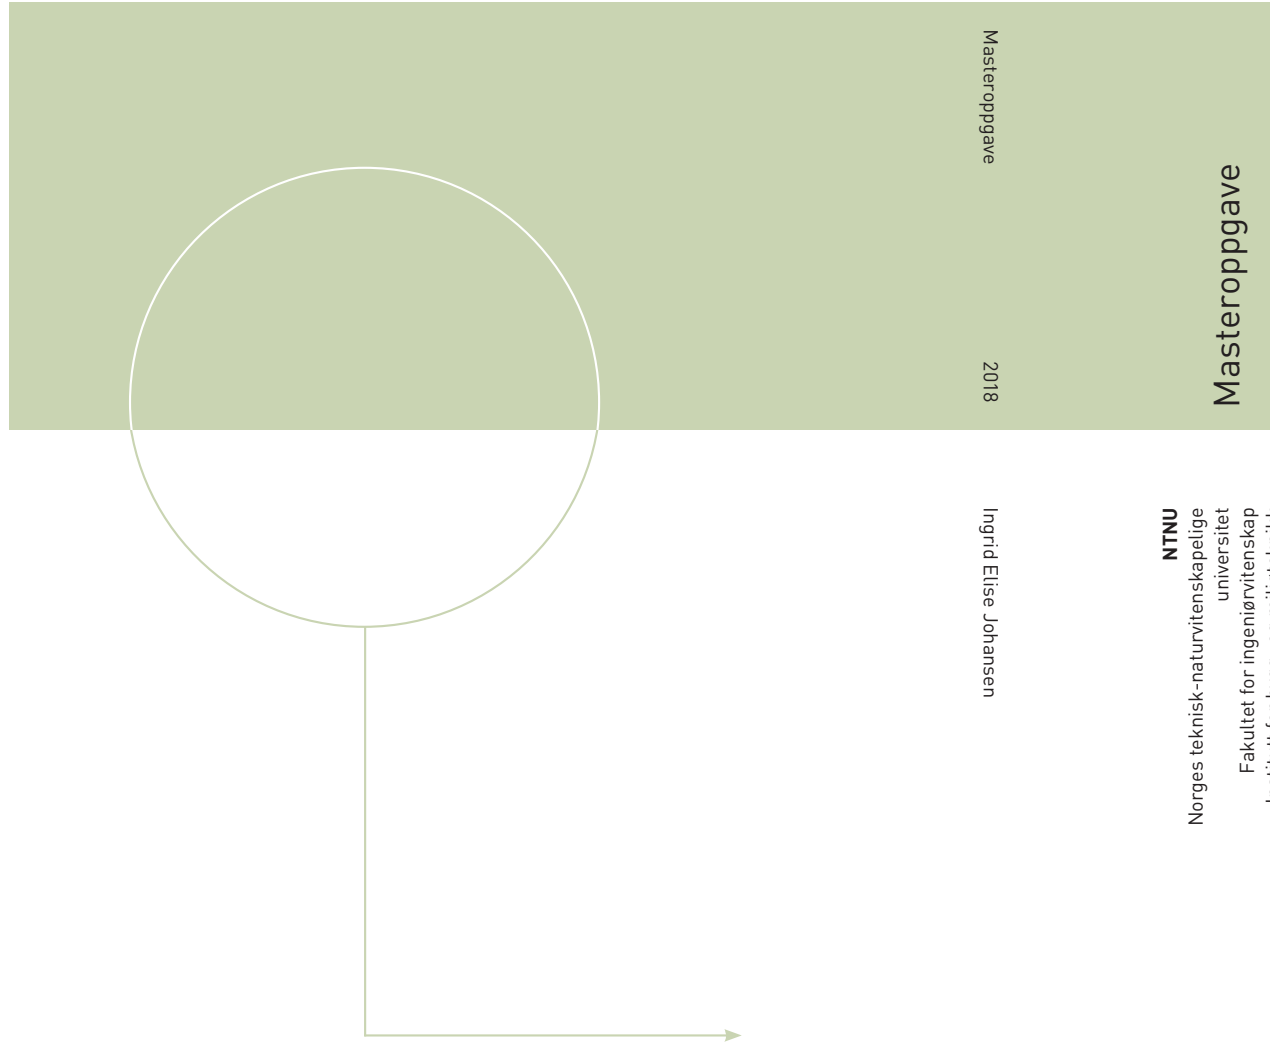 Masteroppgave
2018
Ingrid Elise Johansen
Masteroppgave
NTNU
Norges teknisk-naturvitenskapelige
universitet
Fakultet for ingeniørvitenskap